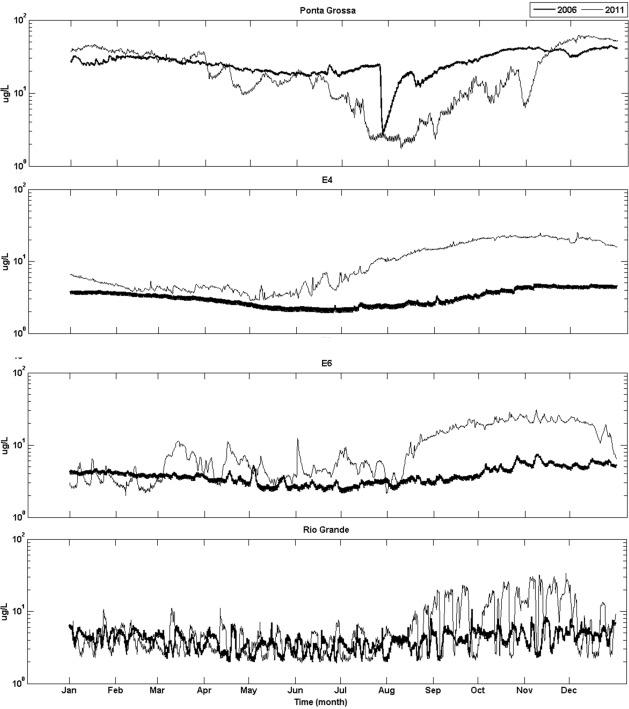 Ponta Grossa
2006 2011
10²
10¹
10⁰
ug/L
E4
10²
10¹
10⁰
ug/L
E6
10²
10¹
10⁰
ug/L
Rio Grande
10²
10¹
10⁰
ug/L
Jan Feb Mar Apr May Jun Jul Aug Sep Oct Nov Dec
Time (month)